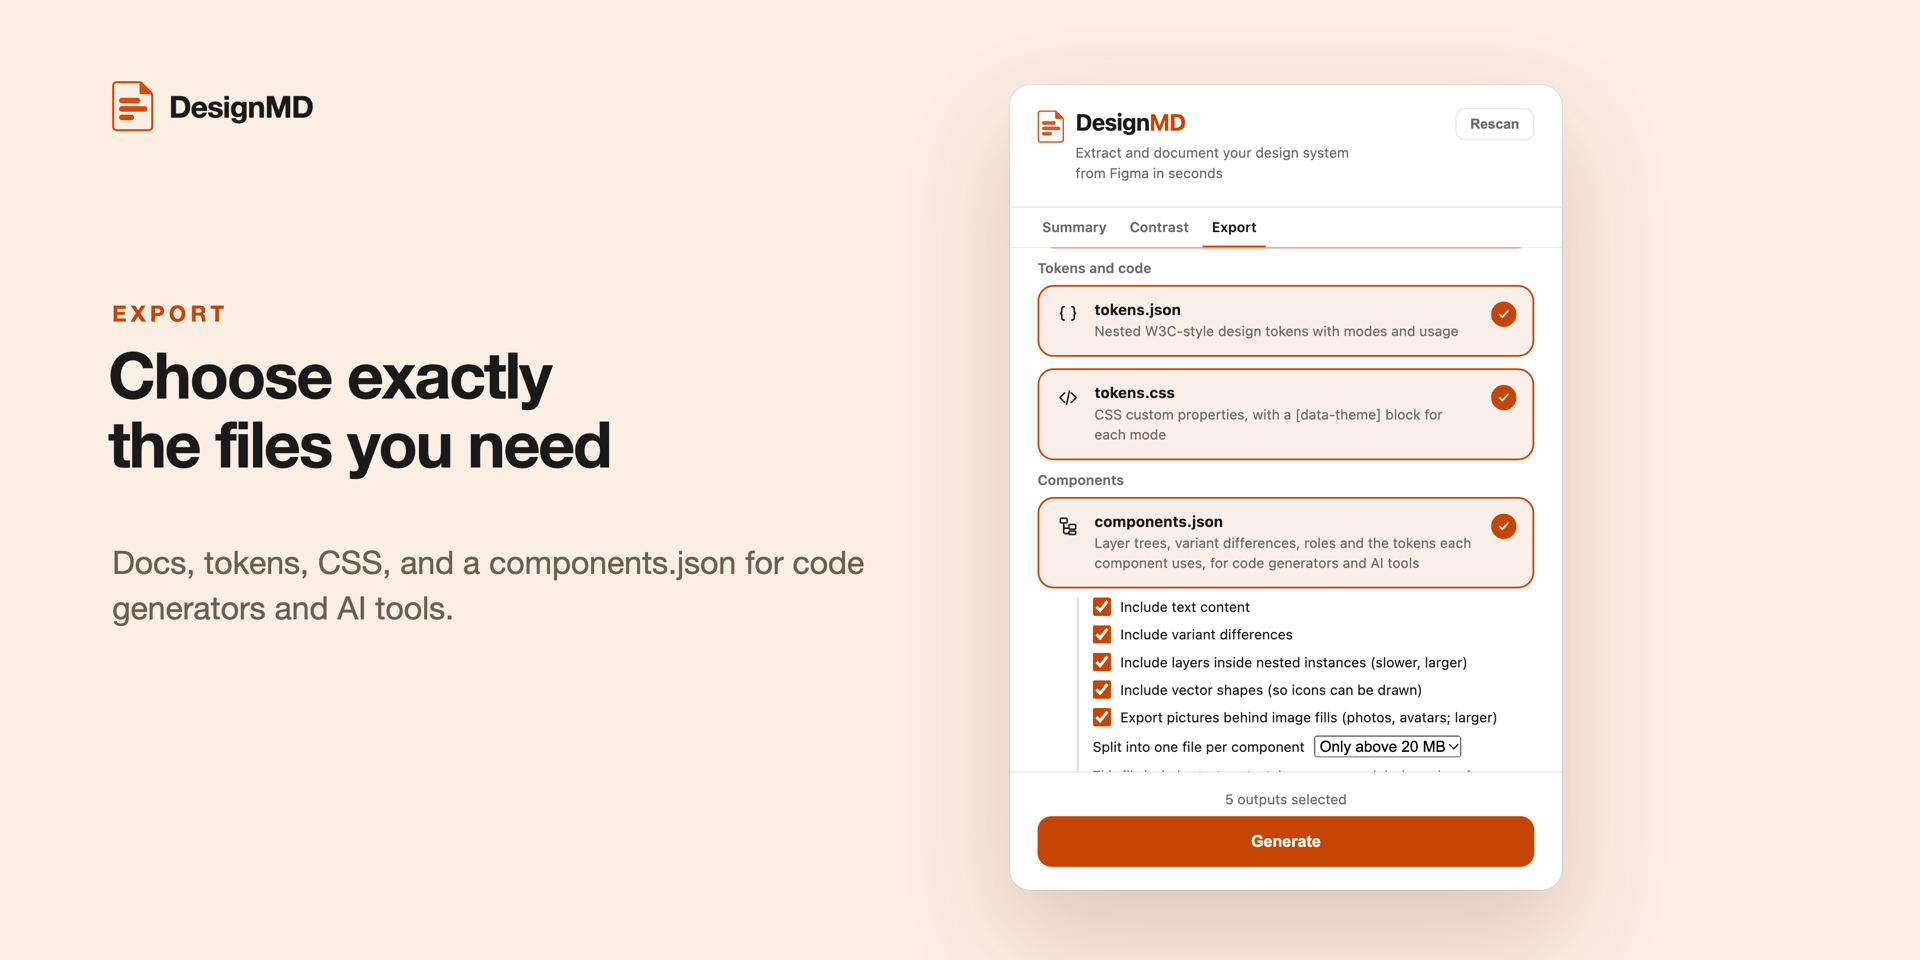 DesignMD
EXPORT
Choose exactly
the files you need
Docs, tokens, CSS, and a components.json for code
generators and AI tools.
DesignMD
Rescan
Extract and document your design system
from Figma in seconds
Summary
Contrast
Export
Tokens and code
{ }
tokens.json
Nested W3C-style design tokens with modes and usage
</>
tokens.css
CSS custom properties, with a [data-theme] block for
each mode
Components
components.json
Layer trees, variant differences, roles and the tokens each
component uses, for code generators and AI tools
Include text content
Include variant differences
Include layers inside nested instances (slower, larger)
Include vector shapes (so icons can be drawn)
Export pictures behind image fills (photos, avatars; larger)
Split into one file per component
Only above 20 MB
5 outputs selected
Generate